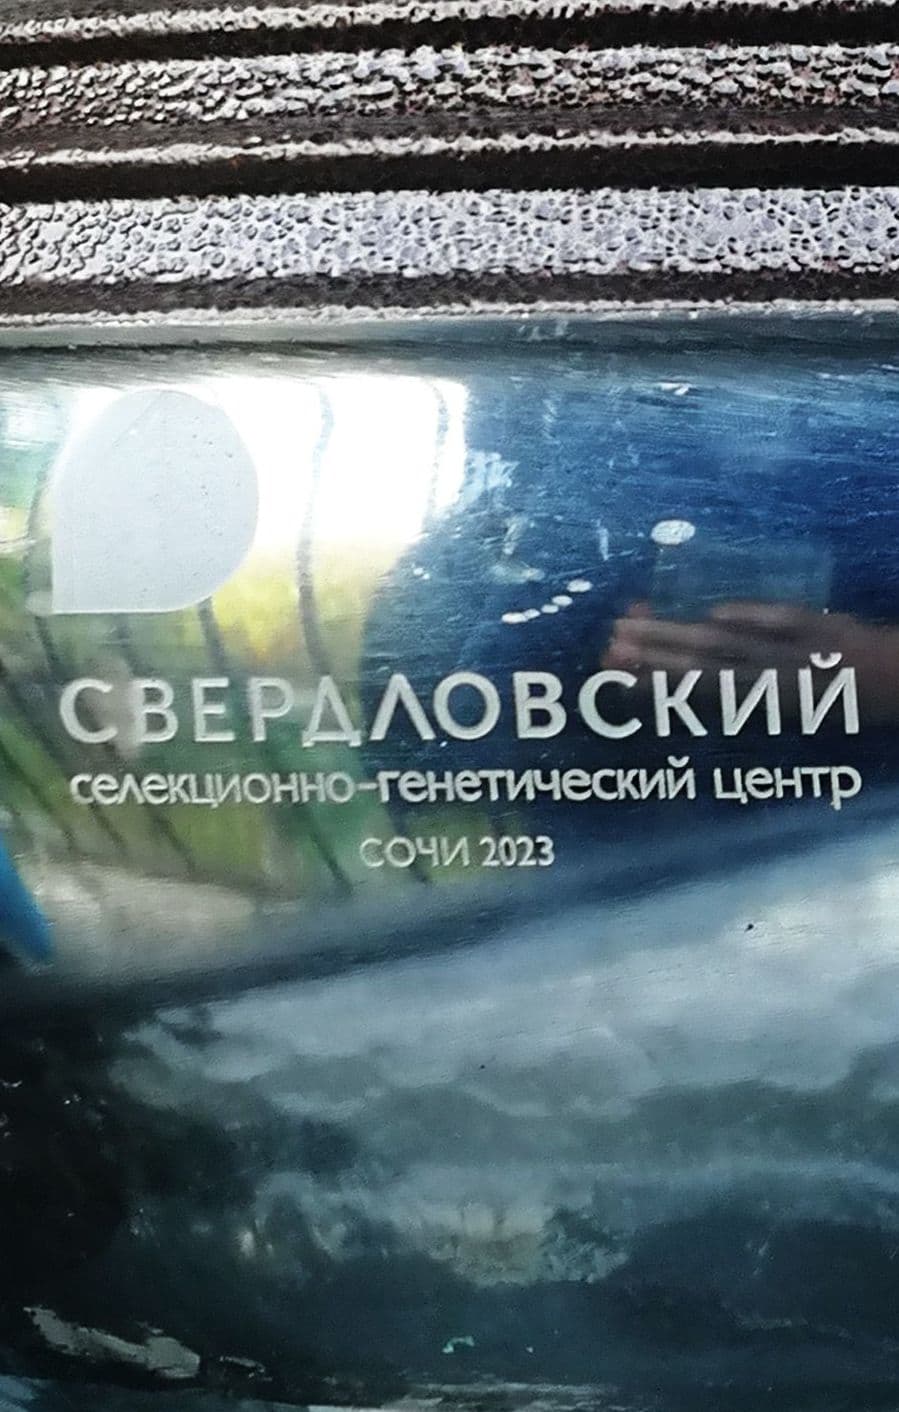 СВЕРДЛОВСКИЙ
селекционно-генетический центр
СОЧИ 2023